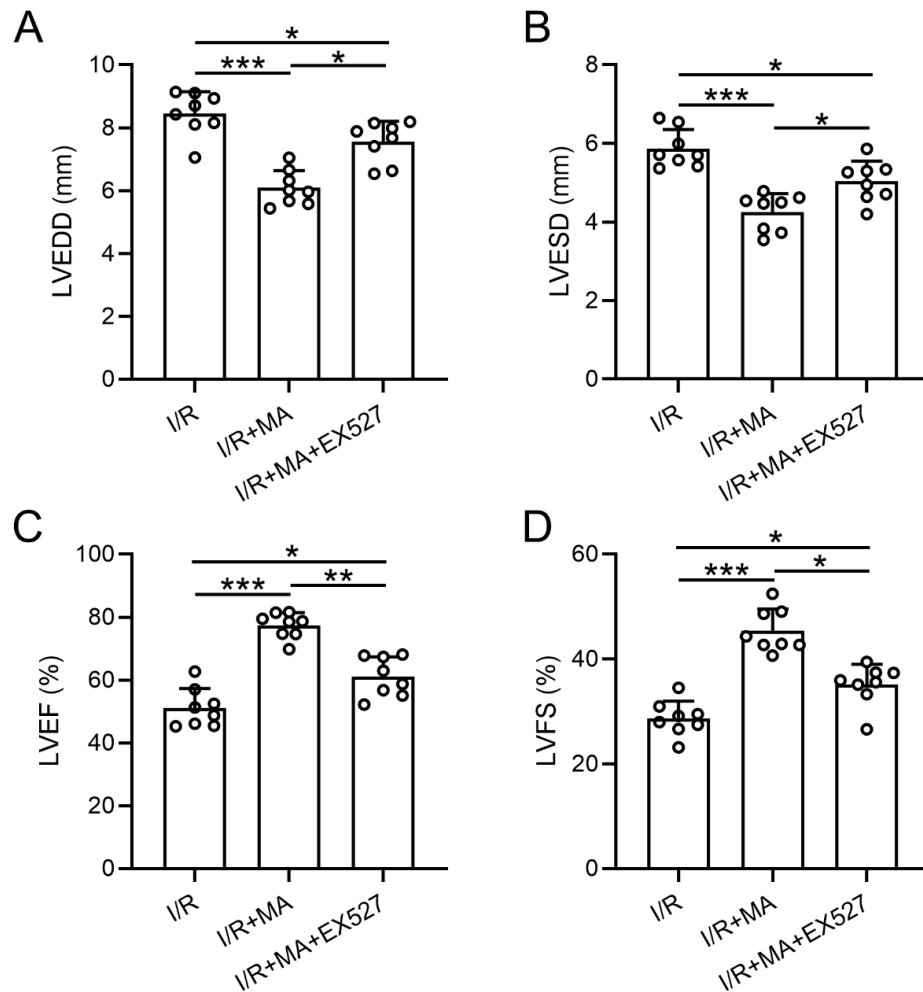 A
LVEDD (mm)
10
8
6
4
2
0
*
***
*
I/R
I/R+MA
I/R+MA+EX527
B
LVESD (mm)
8
6
4
2
0
*
***
*
I/R
I/R+MA
I/R+MA+EX527
C
LVEF (%)
100
80
60
40
20
0
*
***
**
I/R
I/R+MA
I/R+MA+EX527
D
LVFS (%)
60
40
20
0
*
***
*
I/R
I/R+MA
I/R+MA+EX527